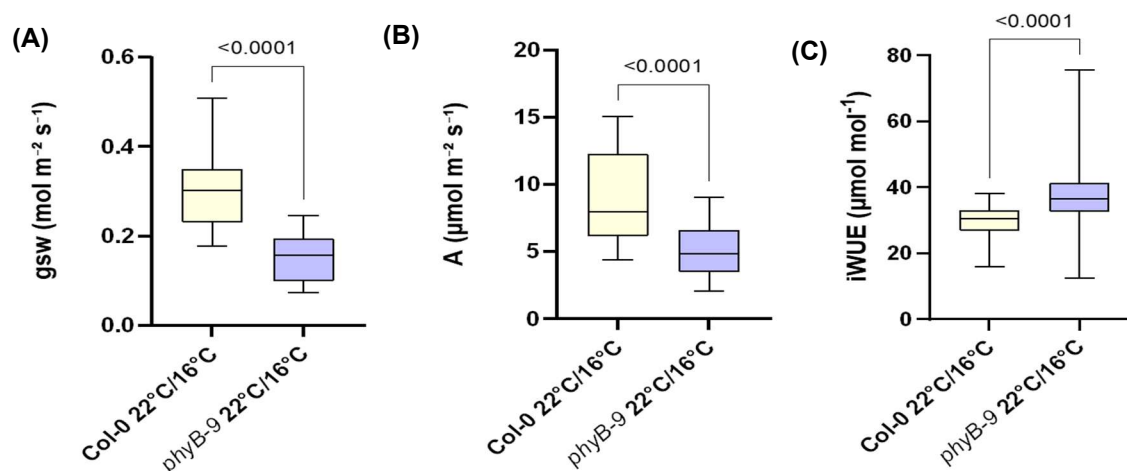 (A)
gsw (mol m⁻² s⁻¹)
0.6
0.4
0.2
0.0
<0.0001
Col-0 22°C/16°C
phyB-9 22°C/16°C
(B)
A (µmol m⁻² s⁻¹)
20
15
10
5
0
<0.0001
Col-0 22°C/16°C
phyB-9 22°C/16°C
(C)
iWUE (µmol mol⁻¹)
80
60
40
20
0
<0.0001
Col-0 22°C/16°C
phyB-9 22°C/16°C